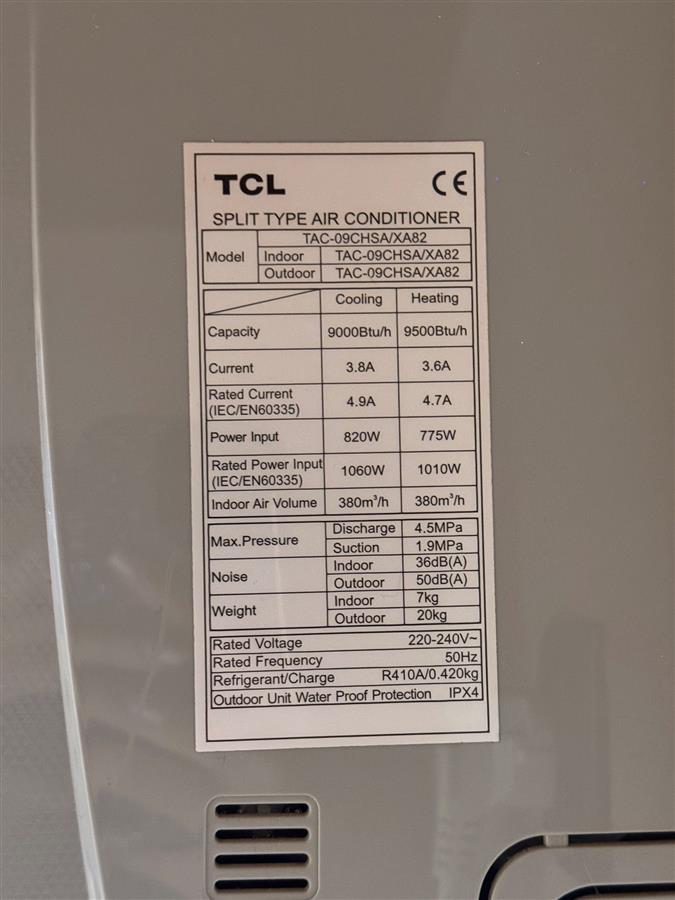 TCL CE
SPLIT TYPE AIR CONDITIONER
Model TAC-09CHSA/XA82
Indoor TAC-09CHSA/XA82
Outdoor TAC-09CHSA/XA82
Cooling Heating
Capacity 9000Btu/h 9500Btu/h
Current 3.8A 3.6A
Rated Current
(IEC/EN60335) 4.9A 4.7A
Power Input 820W 775W
Rated Power Input
(IEC/EN60335) 1060W 1010W
Indoor Air Volume 380m³/h 380m³/h
Max.Pressure Discharge 4.5MPa
Suction 1.9MPa
Noise Indoor 36dB(A)
Outdoor 50dB(A)
Weight Indoor 7kg
Outdoor 20kg
Rated Voltage 220-240V~
Rated Frequency 50Hz
Refrigerant/Charge R410A/0.420kg
Outdoor Unit Water Proof Protection IPX4